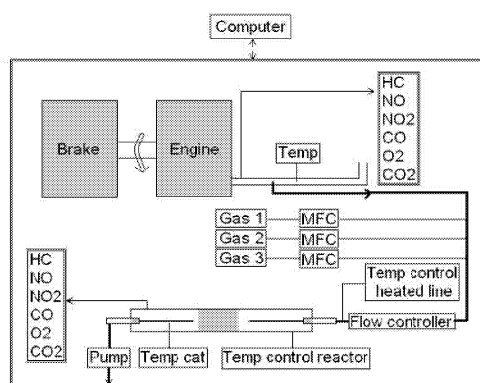 Computer
HC
NO
NO2
CO
O2
CO2
Brake
Engine
Temp
Gas 1
MFC
Gas 2
MFC
Gas 3
MFC
HC
NO
NO2
CO
O2
CO2
Temp control
heated line
Flow controller
Pump
Temp cat
Temp control reactor